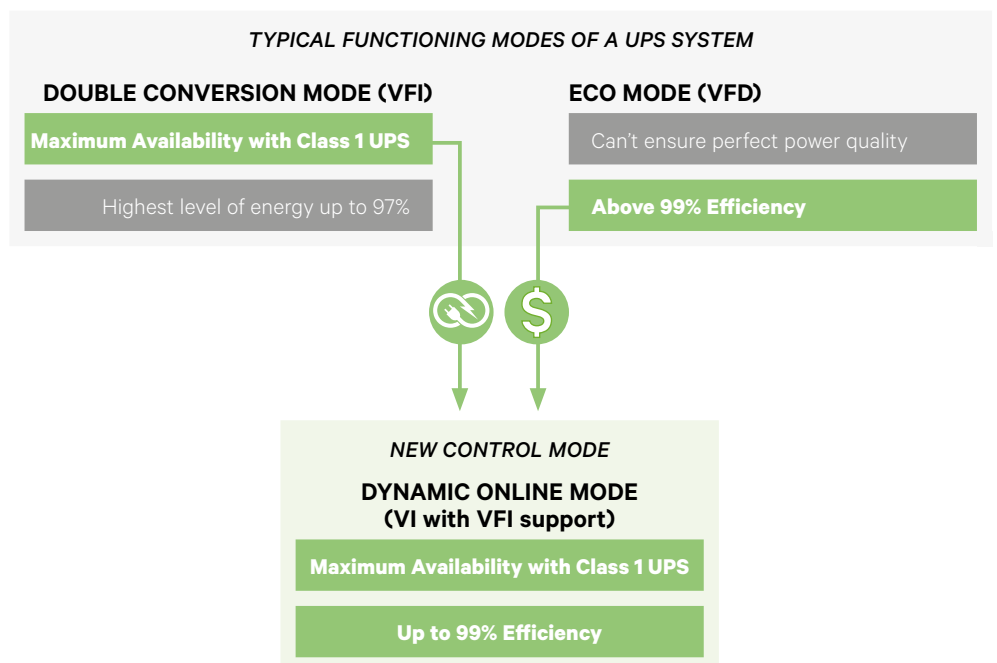 TYPICAL FUNCTIONING MODES OF A UPS SYSTEM
DOUBLE CONVERSION MODE (VFI)
Maximum Availability with Class 1 UPS
Highest level of energy up to 97%
ECO MODE (VFD)
Can't ensure perfect power quality
Above 99% Efficiency
$
NEW CONTROL MODE
DYNAMIC ONLINE MODE
(VI with VFI support)
Maximum Availability with Class 1 UPS
Up to 99% Efficiency